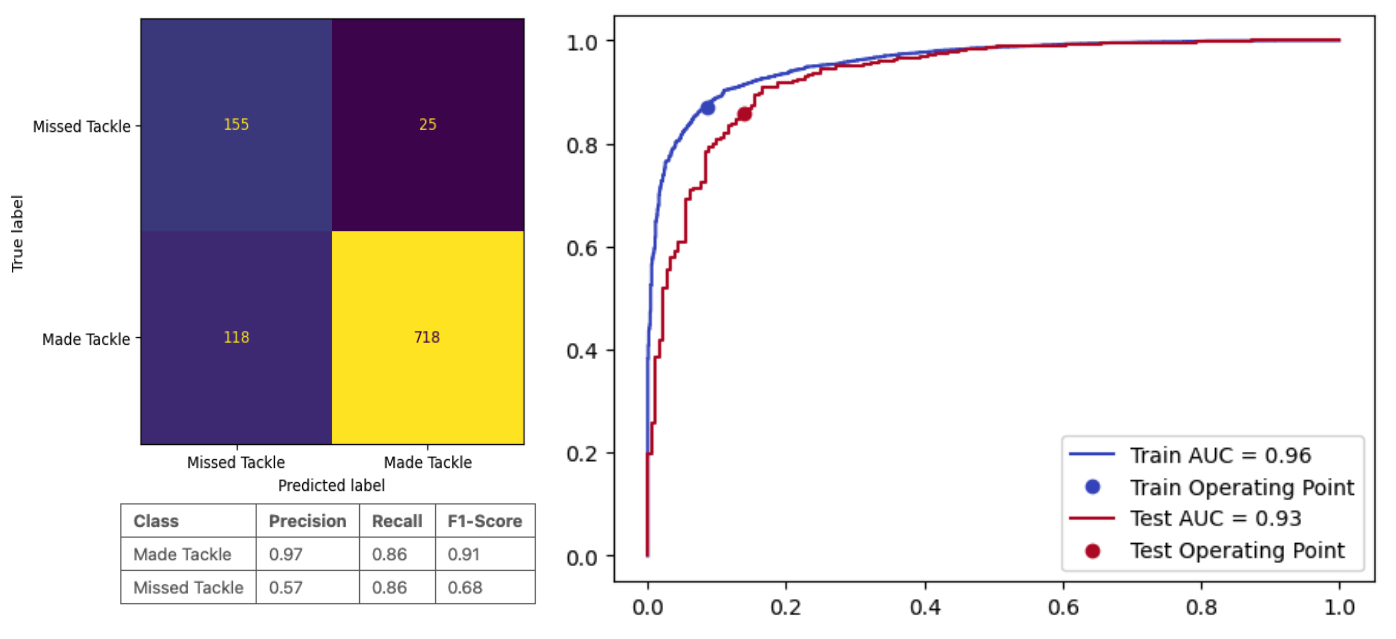 True label
Missed Tackle
155 25
Made Tackle
118 718
Missed Tackle Made Tackle
Predicted label
Class Precision Recall F1-Score
Made Tackle 0.97 0.86 0.91
Missed Tackle 0.57 0.86 0.68
1.0
0.8
0.6
0.4
0.2
0.0
0.0 0.2 0.4 0.6 0.8 1.0
Train AUC = 0.96
Train Operating Point
Test AUC = 0.93
Test Operating Point